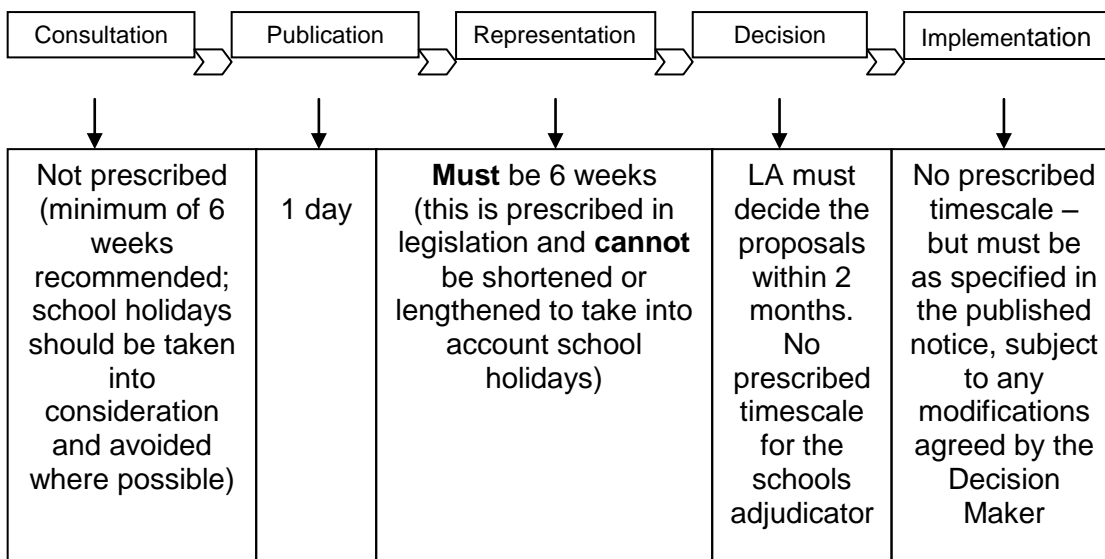 Consultation
Publication
Representation
Decision
Implementation
Not prescribed
(minimum of 6
weeks
recommended;
school holidays
should be taken
into
consideration
and avoided
where possible)
1 day
Must be 6 weeks
(this is prescribed in
legislation and cannot
be shortened or
lengthened to take into
account school
holidays)
LA must
decide the
proposals
within 2
months.
No
prescribed
timescale
for the
schools
adjudicator
No prescribed
timescale –
but must be
as specified in
the published
notice, subject
to any
modifications
agreed by the
Decision
Maker